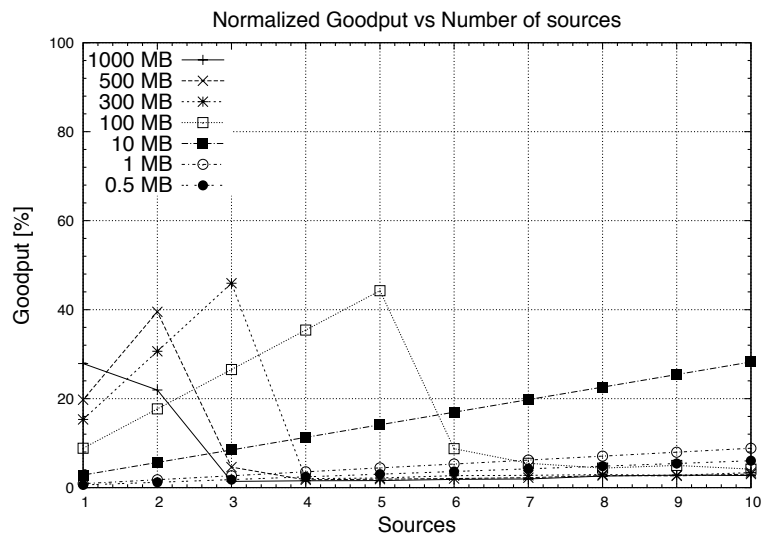 Normalized Goodput vs Number of sources
100
80
60
40
20
0
Goodput [%]
1000 MB
500 MB
300 MB
100 MB
10 MB
1 MB
0.5 MB
1 2 3 4 5 6 7 8 9 10
Sources